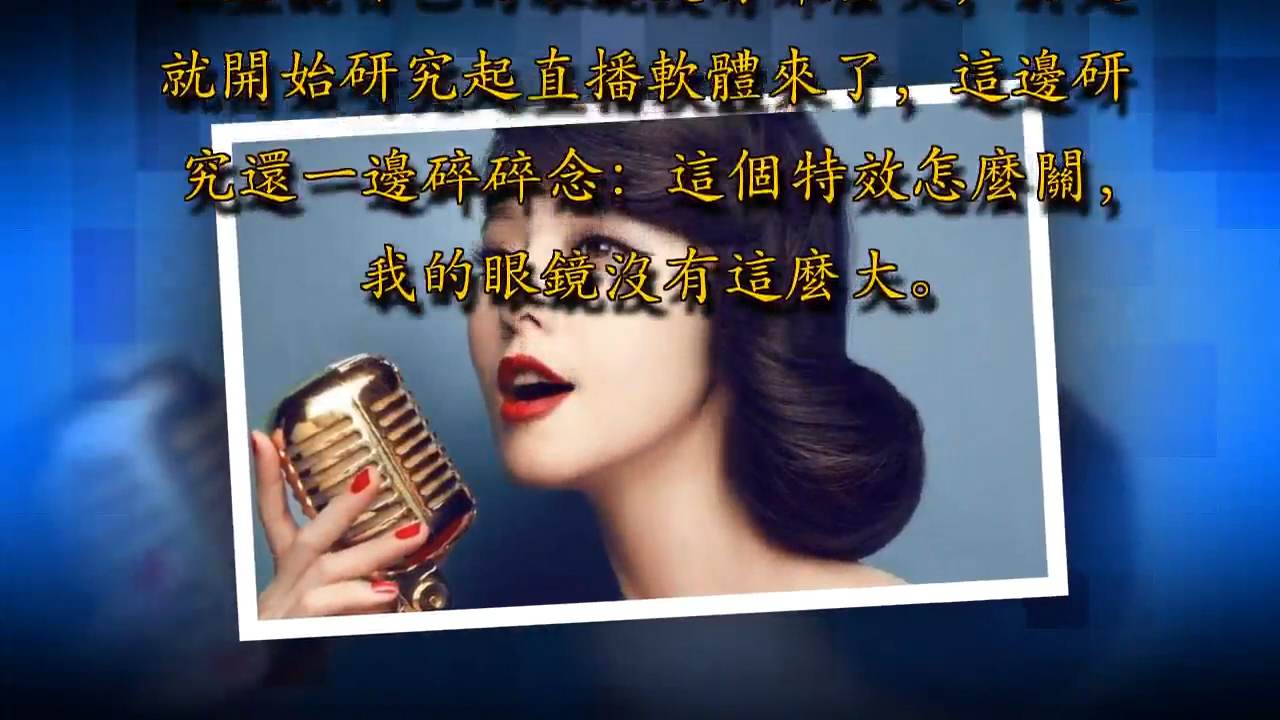 就開始研究起直播軟體來了，這邊研
究還一邊碎碎念：這個特效怎麼關，
我的眼鏡沒有這麼大。